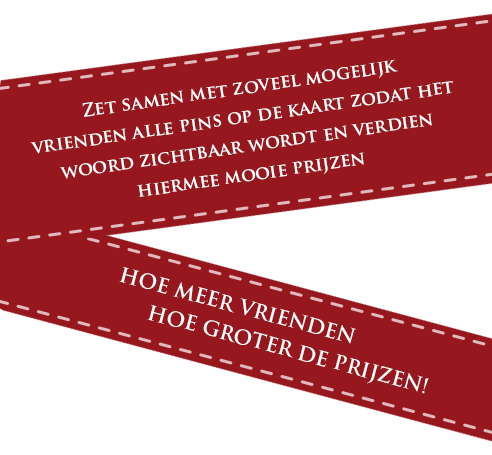 Zet samen met zoveel mogelijk
vrienden alle pins op de kaart zodat het
woord zichtbaar wordt en verdien
hiermee mooie prijzen
HOE MEER VRIENDEN
HOE GROTER DE PRIJZEN!